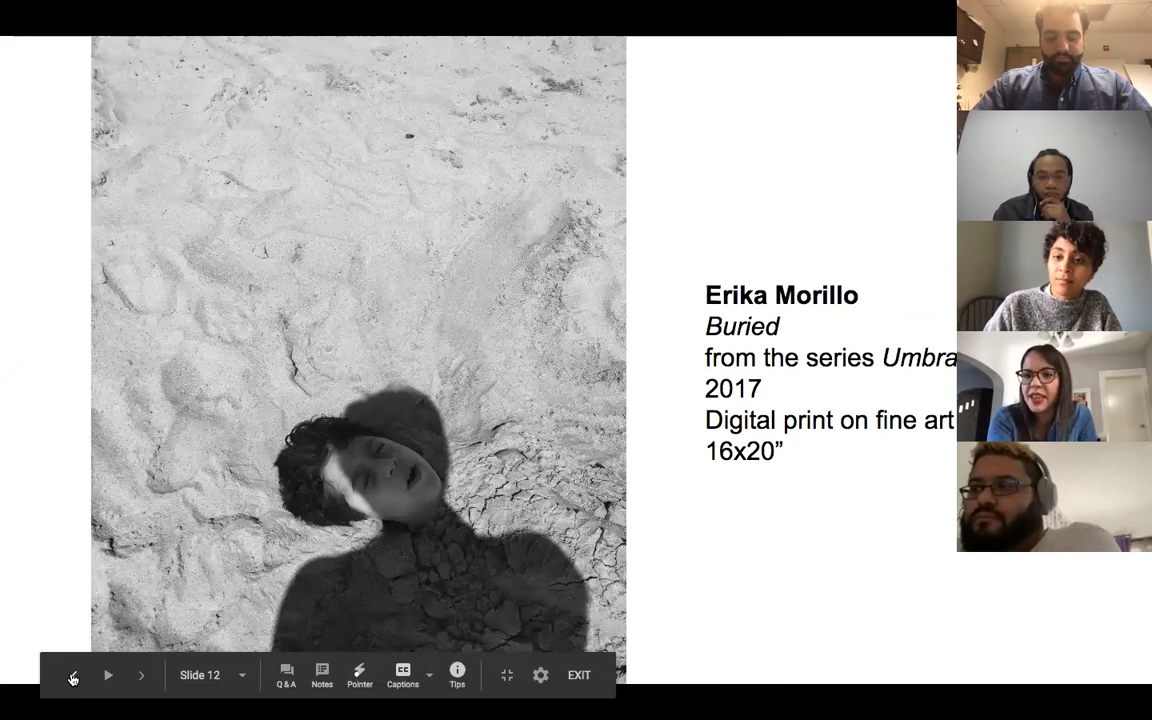 Erika Morillo
Buried
from the series Umbra
2017
Digital print on fine art
16x20”
Slide 12
Q & A
Notes
Pointer
CC
Captions
Tips
EXIT